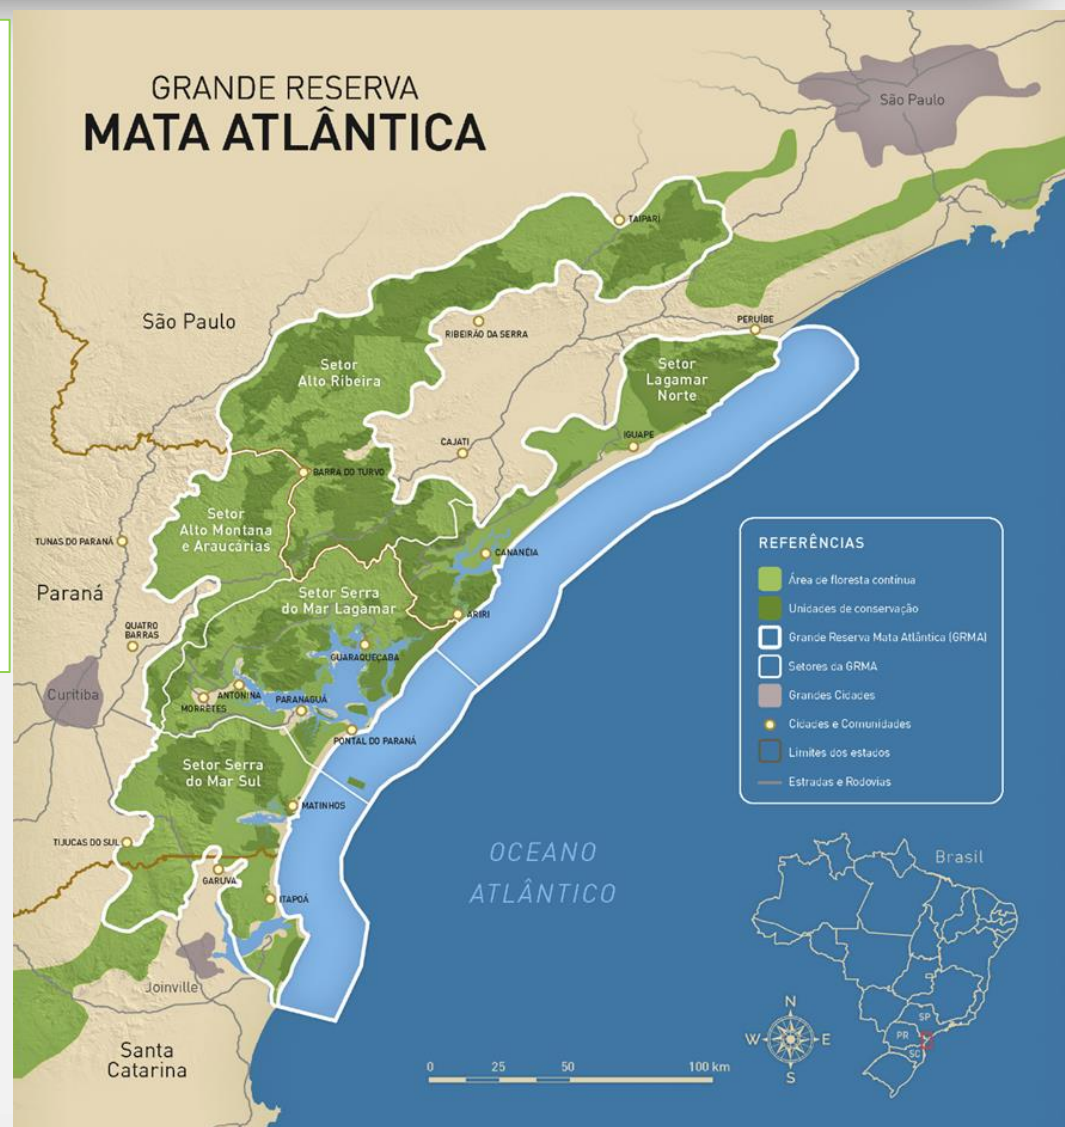 GRANDE RESERVA
MATA ATLÂNTICA
São Paulo
TAIPARÍ
São Paulo
RIBEIRÃO DA SERRA
PERUÍBE
Setor
Alto Ribeira
Setor
Lagamar
Norte
CAJATI
IGUAPE
BARRA DO TURVO
Setor
Alto Montana
e Araucárias
TUNAS DO PARANÁ
CANANÉIA
Paraná
Setor Serra
do Mar Lagamar
ARIRI
QUATRO
BARRAS
GUARAQUEÇABA
Curitiba
ANTONINA
MORRETES
PARANAGUÁ
PONTAL DO PARANÁ
Setor Serra
do Mar Sul
MATINHOS
TIJUCAS DO SUL
GARUVA
ITAPOÁ
Joinville
Santa
Catarina
OCEANO
ATLÂNTICO
REFERÊNCIAS
Área de floresta contínua
Unidades de conservação
Grande Reserva Mata Atlântica (GRMA)
Setores da GRMA
Grandes Cidades
Cidades e Comunidades
Límites dos estados
Estradas e Rodovias
Brasil
SP
PR
SC
N
W
E
S
0 25 50 100 km